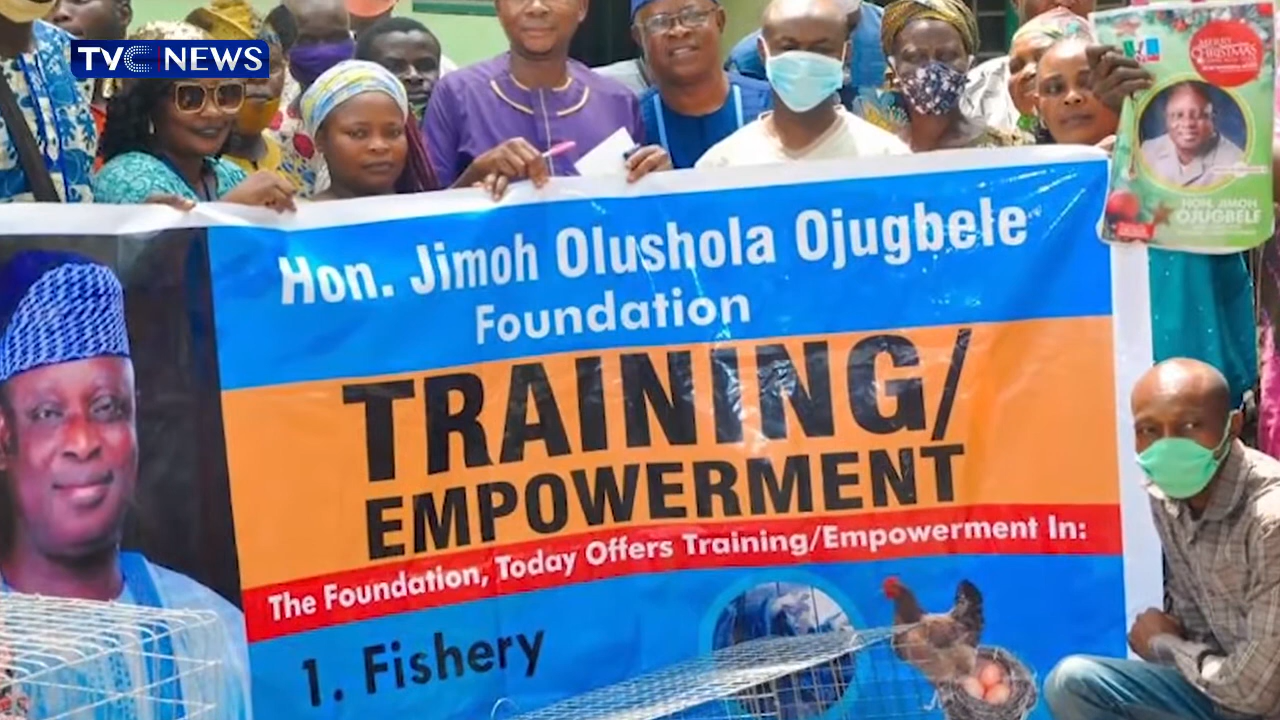 TVC NEWS
MERRY
CHRISTMAS
HON. JIMOH
OJUGBELE
Hon. Jimoh Olushola Ojugbele
Foundation
TRAINING/
EMPOWERMENT
The Foundation, Today Offers Training/Empowerment In:
1. Fishery